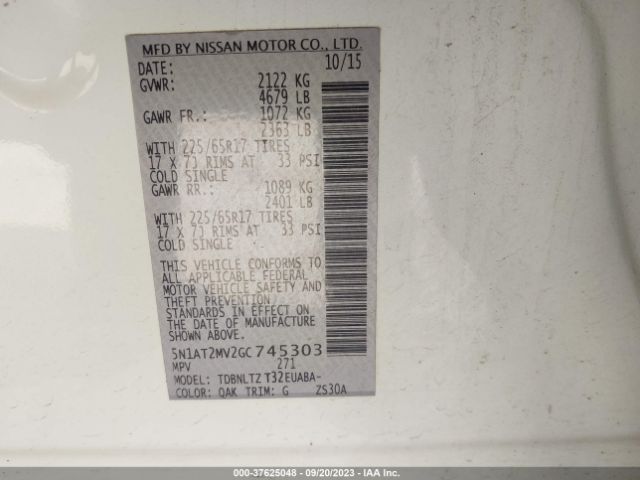 MFD BY NISSAN MOTOR CO., LTD.
DATE: 10/15
GVWR: 2122 KG
4679 LB
GAWR FR.: 1072 KG
2363 LB
WITH 225/65R17 TIRES
17 X 7J RIMS AT 33 PSI
COLD SINGLE
GAWR RR.: 1089 KG
2401 LB
WITH 225/65R17 TIRES
17 X 7J RIMS AT 33 PSI
COLD SINGLE
THIS VEHICLE CONFORMS TO
ALL APPLICABLE FEDERAL
MOTOR VEHICLE SAFETY AND
THEFT PREVENTION
STANDARDS IN EFFECT ON
THE DATE OF MANUFACTURE
SHOWN ABOVE.
5N1AT2MV2GC745303
MPV 271
MODEL: TDBNLTZ T32EUABA-
COLOR: QAK TRIM: G ZS30A
000-37625048 - 09/20/2023 - IAA Inc.